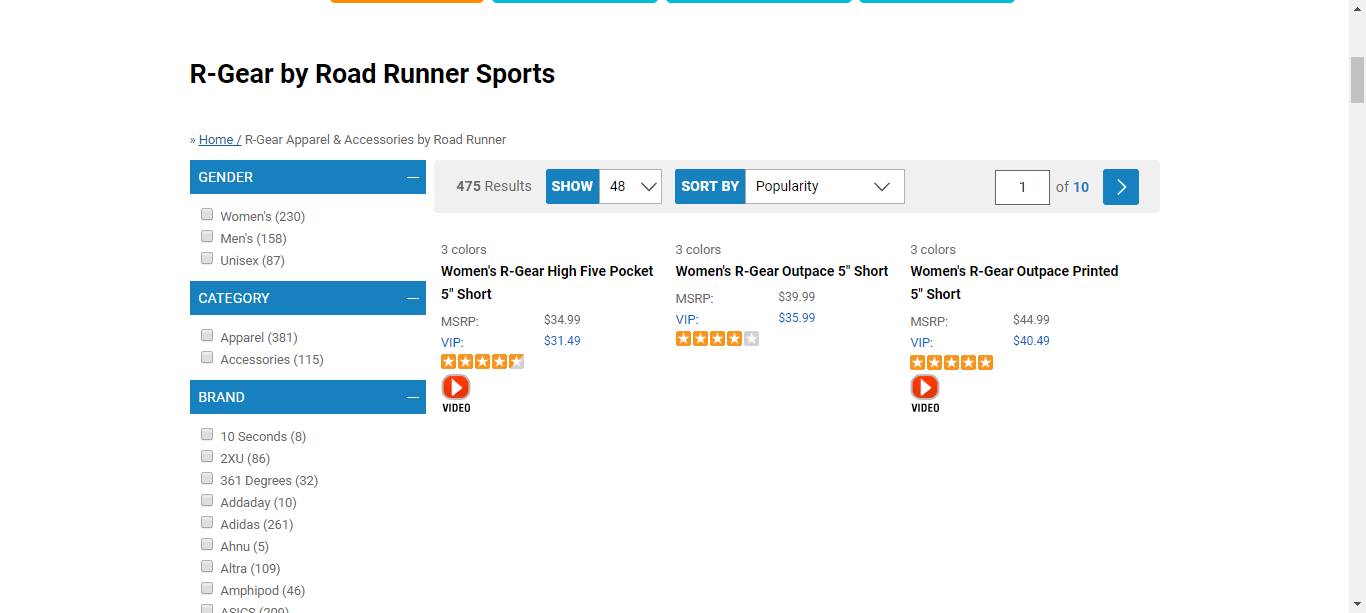 R-Gear by Road Runner Sports
» Home / R-Gear Apparel & Accessories by Road Runner
GENDER
Women's (230)
Men's (158)
Unisex (87)
CATEGORY
Apparel (381)
Accessories (115)
BRAND
10 Seconds (8)
2XU (86)
361 Degrees (32)
Addaday (10)
Adidas (261)
Ahnu (5)
Altra (109)
Amphipod (46)
ASICS (209)
475 Results SHOW 48 SORT BY Popularity 1 of 10
3 colors
Women's R-Gear High Five Pocket
5" Short
MSRP: $34.99
VIP: $31.49
VIDEO
3 colors
Women's R-Gear Outpace 5" Short
MSRP: $39.99
VIP: $35.99
3 colors
Women's R-Gear Outpace Printed
5" Short
MSRP: $44.99
VIP: $40.49
VIDEO